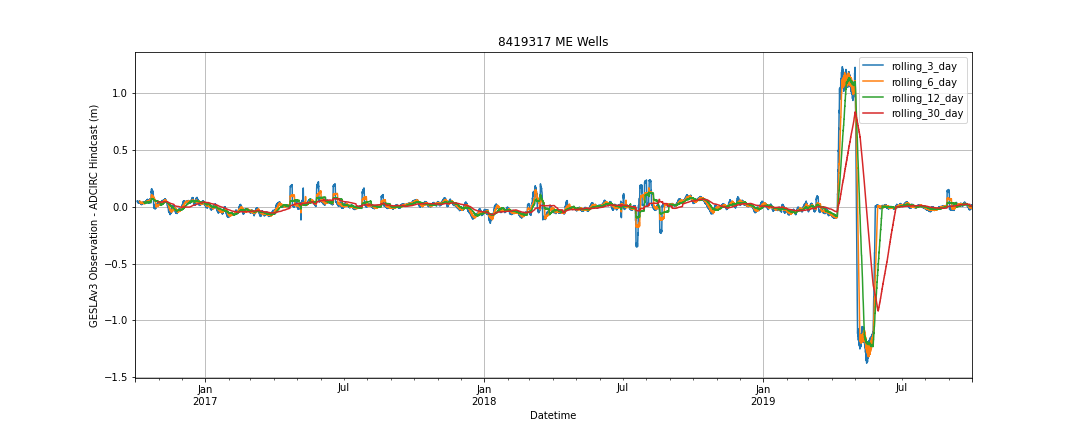 8419317 ME Wells
rolling_3_day
rolling_6_day
rolling_12_day
rolling_30_day
GESLAv3 Observation - ADCIRC Hindcast (m)
1.0
0.5
0.0
−0.5
−1.0
−1.5
Jan
2017
Jul
Jan
2018
Jul
Jan
2019
Jul
Datetime